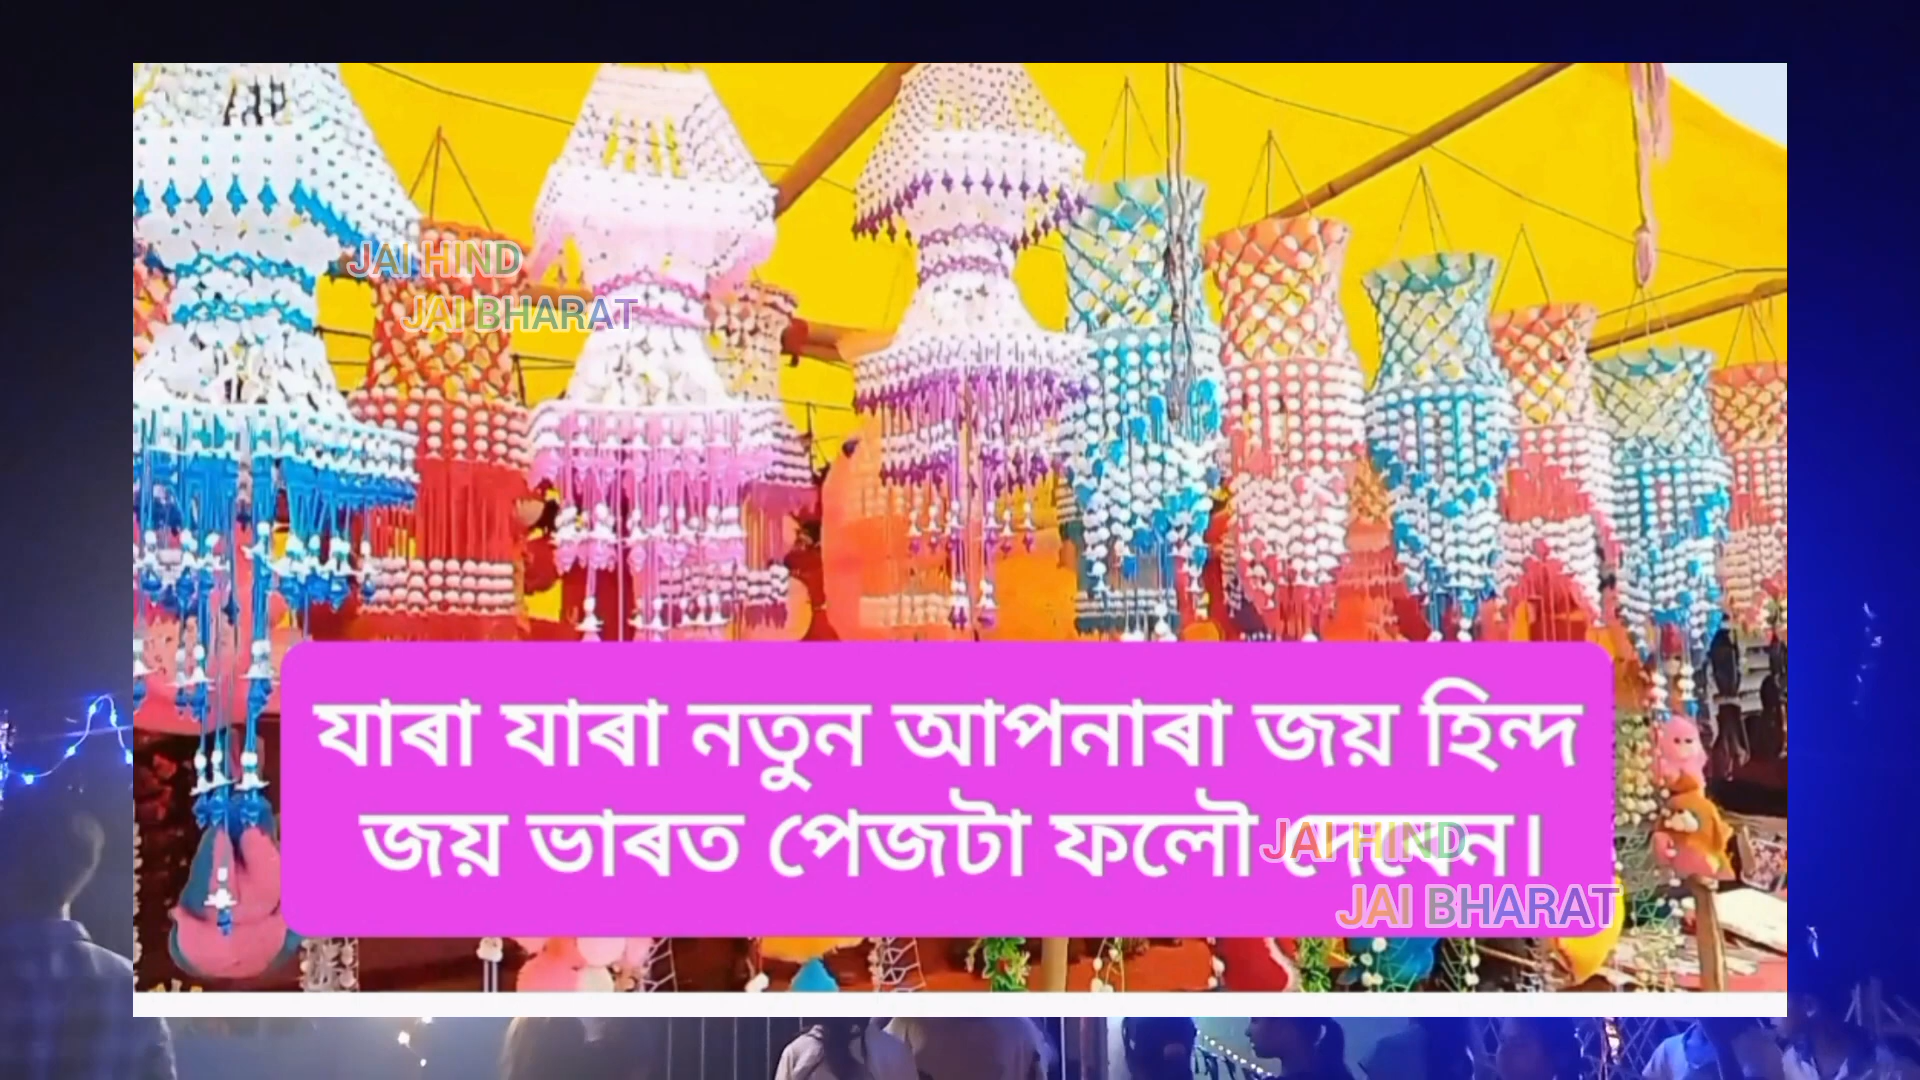 JAI HIND
JAI BHARAT
যাৰা যাৰা নতুন আপনাৰা জয় হিন্দ
জয় ভাৰত পেজটা ফলৌ দেবেন।
JAI HIND
JAI BHARAT